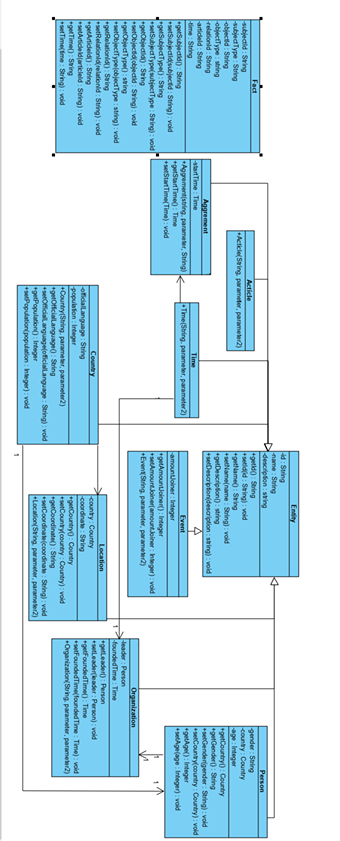 Fact
-subjectId : String
-subjectType : String
-objectId : String
-objectType : string
-relationId : String
-articleId : String
-time : String
+getSubjectId() : String
+setSubjectId(subjectId : String) : void
+getSubjectType() : String
+setSubjectType(subjectType : String) : void
+getObjectId() : String
+setObjectId(objectId : String) : void
+getObjectType() : string
+setObjectType(objectType : string) : void
+getRelationId() : String
+setRelationId(relationId : String) : void
+getArticleId() : String
+setArticleId(articleId : String) : void
+getTime() : String
+setTime(time : String) : void
Aggrement
-startTime : Time
+Aggrement(string, parameter, String)
+getStartTime() : Time
+setStartTime(Time) : void
Acticle
+Acticle(String, parameter, parameter2)
Time
+Time(String, parameter, parameter2)
Country
-officialLanguage : String
-population : Integer
+Country(String, parameter, parameter2)
+getOfficialLanguage() : String
+setOfficialLanguage(officialLanguage : String) : void
+getPopulation() : Integer
+setPopulation(population : Integer) : void
Entity
-id : String
-name : String
-description : string
+getId() : String
+setId(id : String) : void
+getName() : String
+setName(name : String) : void
+getDescription() : string
+setDescription(description : string) : void
Event
-amountJoiner : Integer
+getAmountJoiner() : Integer
+setAmountJoiner(amountJoiner : Integer) : void
+Event(String, parameter, parameter2)
Location
-country : Country
-coordinate : String
+getCountry() : Country
+setCountry(country : Country) : void
+getCoordinate() : String
+setCoordinate(coordinate : String) : void
+Location(String, parameter, parameter2)
Organization
-leader : Person
-foundedTime : Time
+getLeader() : Person
+setLeader(leader : Person) : void
+getFoundedTime() : Time
+setFoundedTime(foundedTime : Time) : void
+Organization(String, parameter, parameter2)
Person
-gender : String
-country : Country
-age : Integer
+getCountry() : Country
+getGender() : String
+setGender(gender : String) : void
+setCountry(country : Country) : void
+getAge() : Integer
+setAge(age : Integer) : void
1
1
1
1
1
1